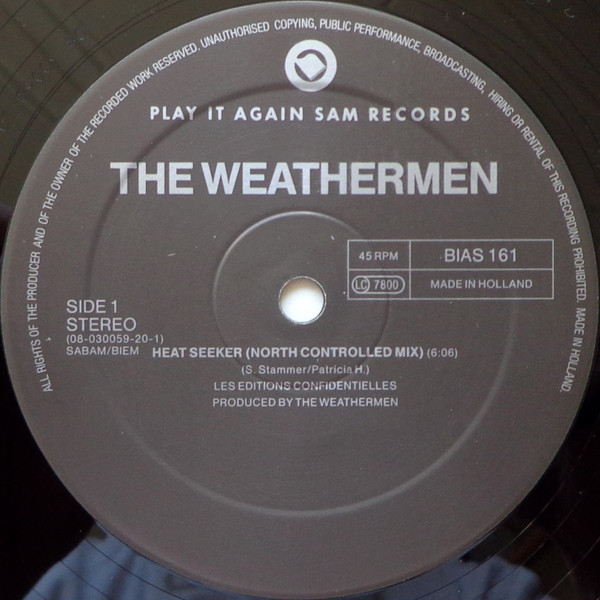 ALL RIGHTS OF THE PRODUCER AND OF THE OWNER OF THE RECORDED WORK RESERVED. UNAUTHORISED COPYING, PUBLIC PERFORMANCE, BROADCASTING, HIRING OR RENTAL OF THIS RECORDING PROHIBITED. MADE IN HOLLAND.
PLAY IT AGAIN SAM RECORDS
THE WEATHERMEN
45 RPM
BIAS 161
LC 7800
MADE IN HOLLAND
SIDE 1
STEREO
(08-030059-20-1)
SABAM/BIEM
HEAT SEEKER (NORTH CONTROLLED MIX) (6:06)
(S. Stammer/Patricia H.)
LES EDITIONS CONFIDENTIELLES
PRODUCED BY THE WEATHERMEN